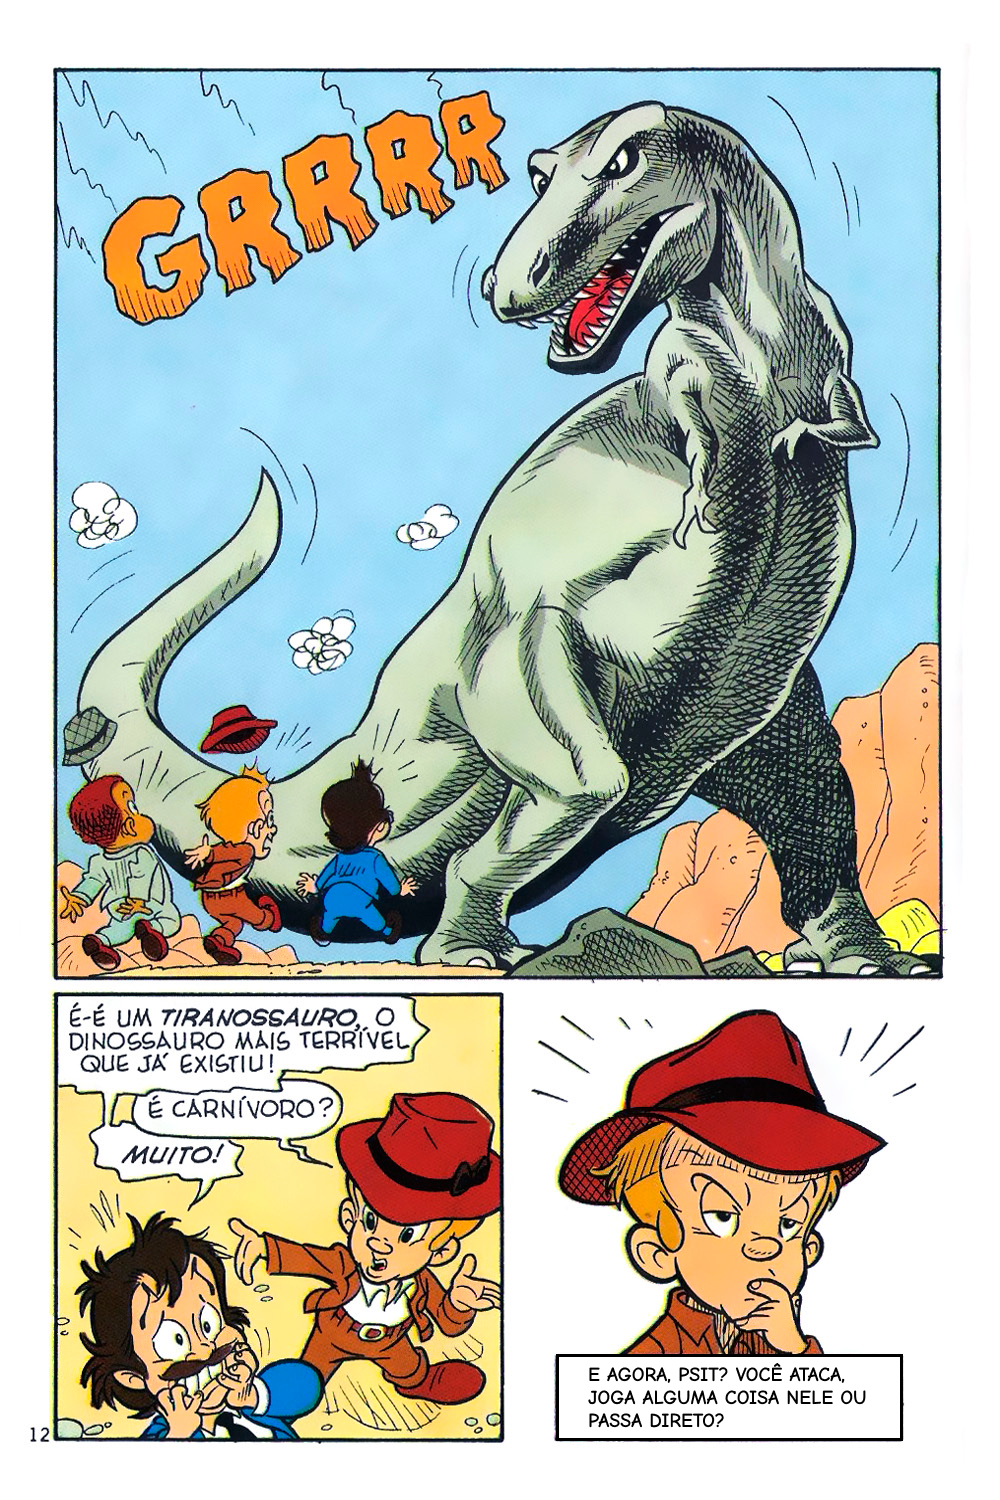 GRRRR
É-É UM TIRANOSSAURO, O
DINOSSAURO MAIS TERRÍVEL
QUE JÁ EXISTIU!
É CARNÍVORO?
MUITO!
E AGORA, PSIT? VOCÊ ATACA,
JOGA ALGUMA COISA NELE OU
PASSA DIRETO?
12